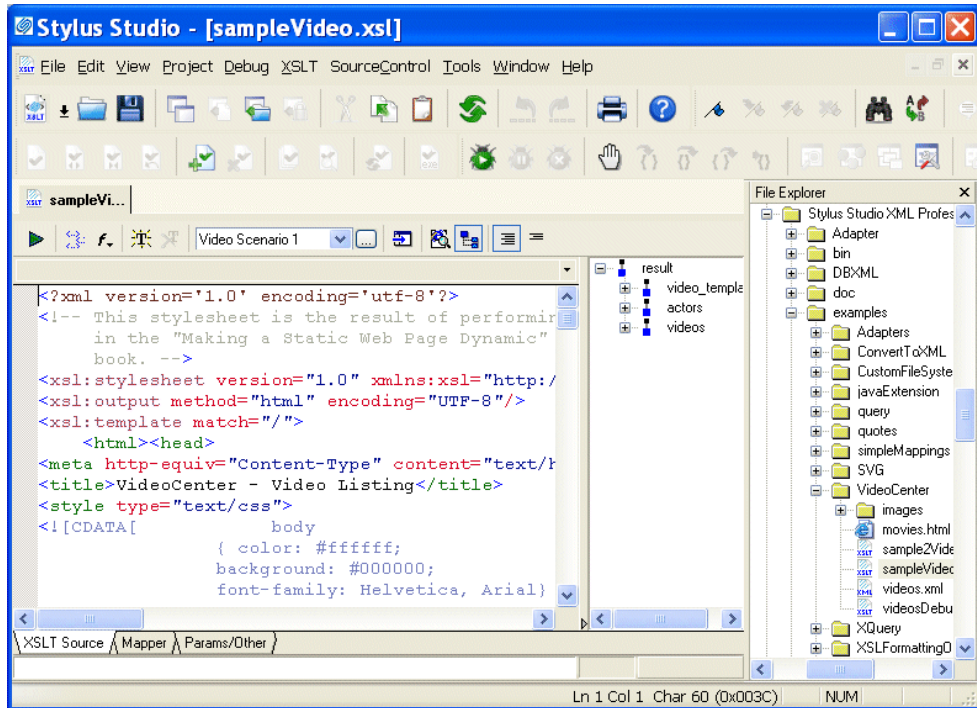 Stylus Studio - [sampleVideo.xsl]
File Edit View Project Debug XSLT SourceControl Tools Window Help
sampleVi...
Video Scenario 1
<?xml version='1.0' encoding='utf-8'?>
<!-- This stylesheet is the result of performin
in the "Making a Static Web Page Dynamic"
book. -->
<xsl:stylesheet version="1.0" xmlns:xsl="http:/
<xsl:output method="html" encoding="UTF-8"/>
<xsl:template match="/">
<html><head>
<meta http-equiv="Content-Type" content="text/h
<title>VideoCenter - Video Listing</title>
<style type="text/css">
<![CDATA[ body
{ color: #ffffff;
background: #000000;
font-family: Helvetica, Arial}
XSLT Source
Mapper
Params/Other
result
video_templa
actors
videos
File Explorer
Stylus Studio XML Profes
Adapter
bin
DBXML
doc
examples
Adapters
ConvertToXML
CustomFileSyste
javaExtension
query
quotes
simpleMappings
SVG
VideoCenter
images
movies.html
sample2Vide
sampleVideo
videos.xml
videosDebu
XQuery
XSLFormattingO
Ln 1 Col 1 Char 60 (0x003C)
NUM